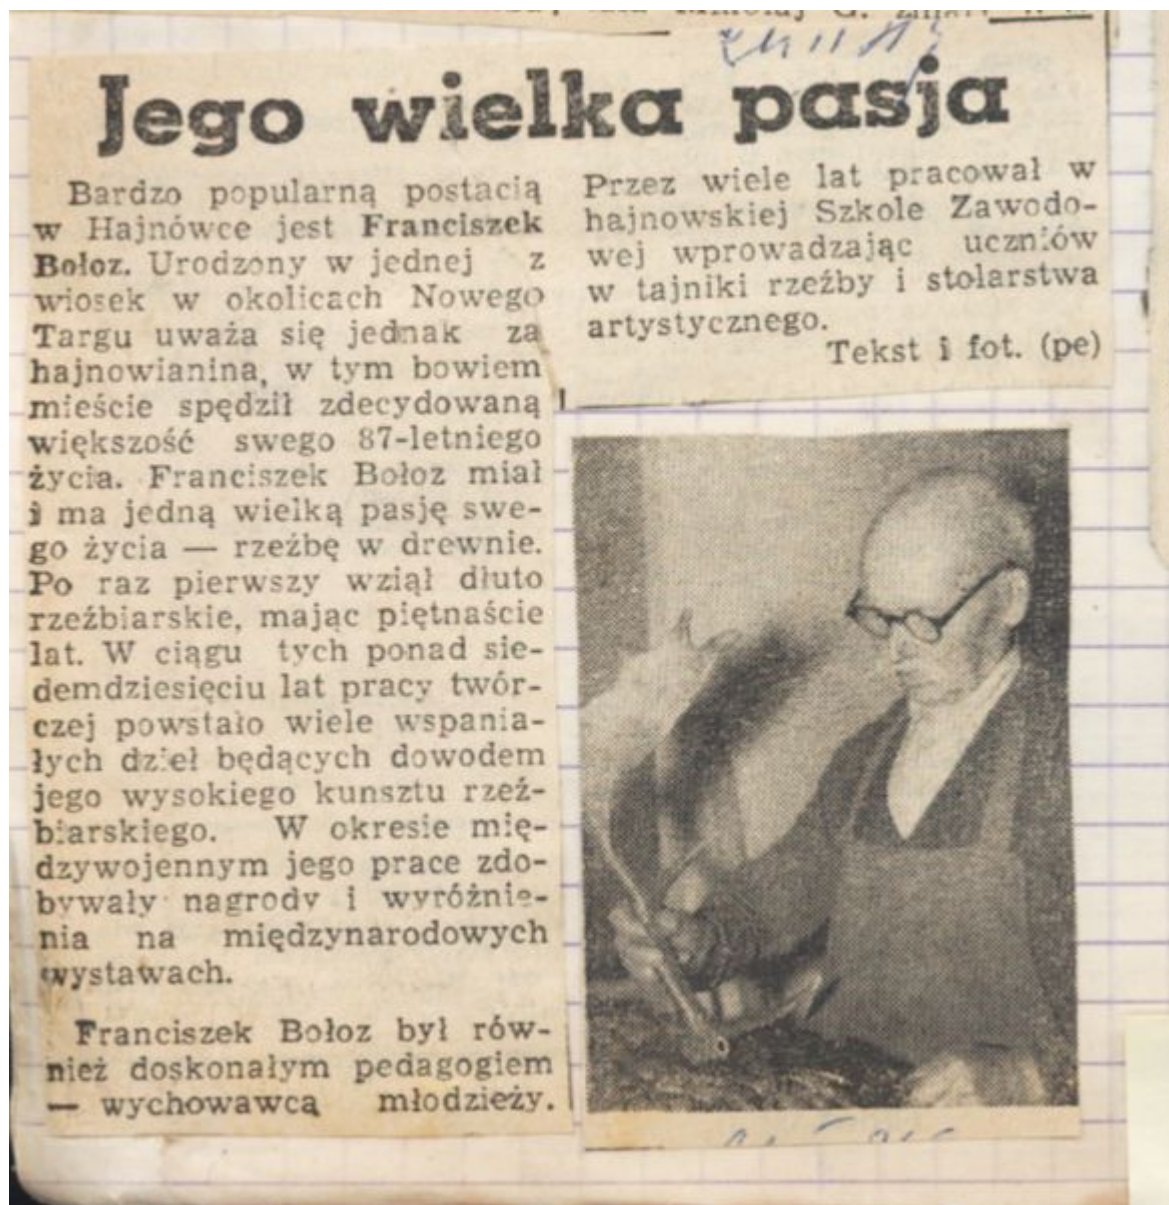 Jego wielka pasja
Bardzo popularną postacią
w Hajnówce jest Franciszek
Bołoz. Urodzony w jednej z
wiosek w okolicach Nowego
Targu uważa się jednak za
hajnowianina, w tym bowiem
mieście spędził zdecydowaną
większość swego 87-letniego
życia. Franciszek Bołoz miał
i ma jedną wielką pasję swe-
go życia — rzeźbę w drewnie.
Po raz pierwszy wziął dłuto
rzeźbiarskie, mając piętnaście
lat. W ciągu tych ponad sie-
demdziesięciu lat pracy twór-
czej powstało wiele wspania-
łych dzieł będących dowodem
jego wysokiego kunsztu rzeź-
biarskiego. W okresie mię-
dzywojennym jego prace zdo-
bywały nagrody i wyróżnie-
nia na międzynarodowych
wystawach.
Franciszek Bołoz był rów-
nież doskonałym pedagogiem
— wychowawcą młodzieży.
Przez wiele lat pracował w
hajnowskiej Szkole Zawodo-
wej wprowadzając uczniów
w tajniki rzeźby i stolarstwa
artystycznego.
Tekst i fot. (pe)